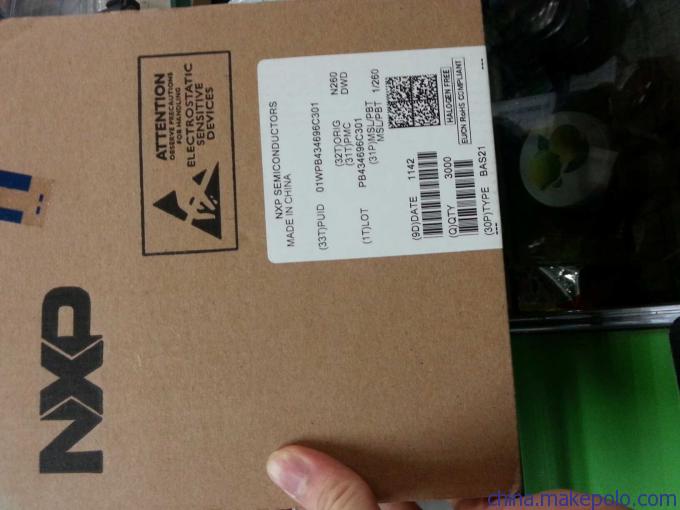 NXP
ATTENTION
OBSERVE PRECAUTIONS
FOR HANDLING
ELECTROSTATIC
SENSITIVE
DEVICES
NXP SEMICONDUCTORS
MADE IN CHINA
(33T)PUID 01WPB434696C301
(32T)ORIG N260
(31T)PMC DWD
(1T)LOT PB434696C301
(31P)MSL/PBT 1/260
MSL/PBT
HALOGEN FREE
EU/CN RoHS COMPLIANT
(9D)DATE 1142
(Q)QTY 3000
(30P)TYPE BAS21
china.makepolo.com